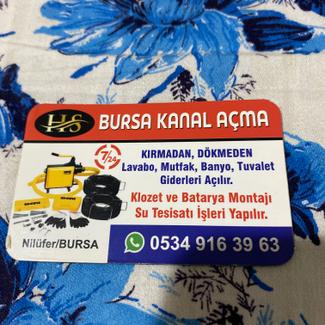 HS BURSA KANAL AÇMA
7/24
KIRMADAN, DÖKMEDEN
Lavabo, Mutfak, Banyo, Tuvalet
Giderleri Açılır.
Klozet ve Batarya Montajı
Su Tesisatı İşleri Yapılır.
Nilüfer/BURSA
0534 916 39 63